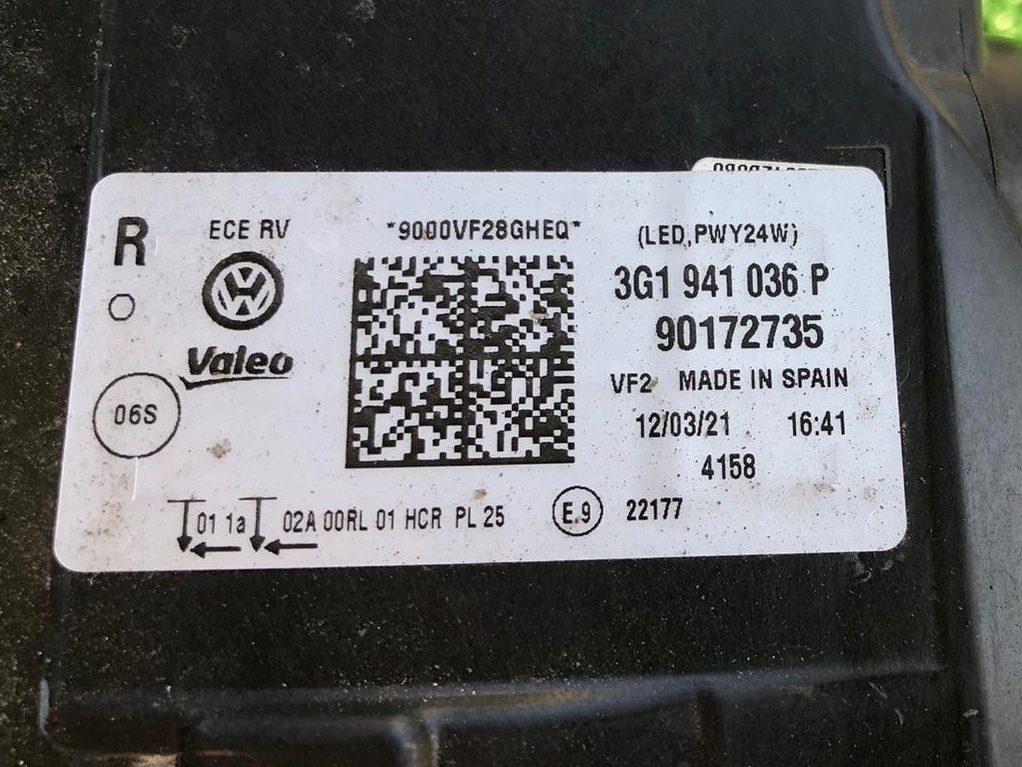 R
ECE RV
*9000VF28GHEQ*
(LED,PWY24W)
3G1 941 036 P
90172735
Valeo
VF2 MADE IN SPAIN
06S
12/03/21 16:41
4158
01 1a 02A 00RL 01 HCR PL 25
E.9
22177